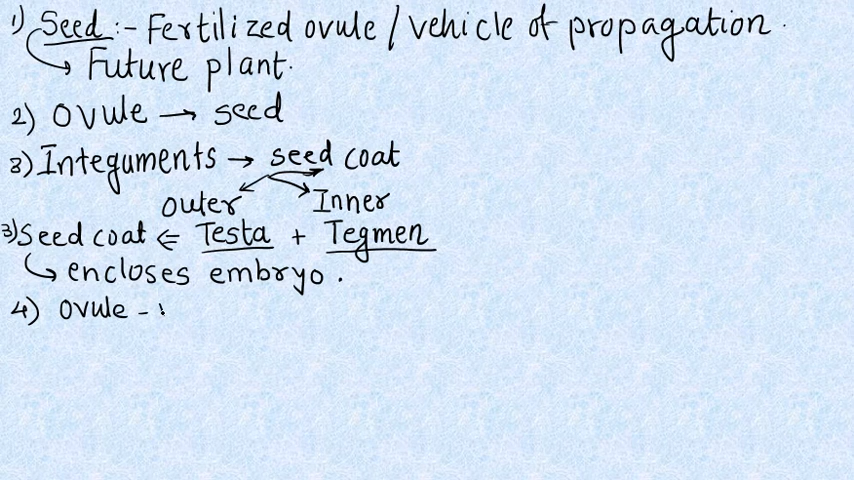 1) Seed :- Fertilized ovule / vehicle of propagation.
Future plant.
2) Ovule → seed
3) Integuments → seed coat
outer Inner
3) Seed coat ⇐ Testa + Tegmen
encloses embryo.
4) Ovule -